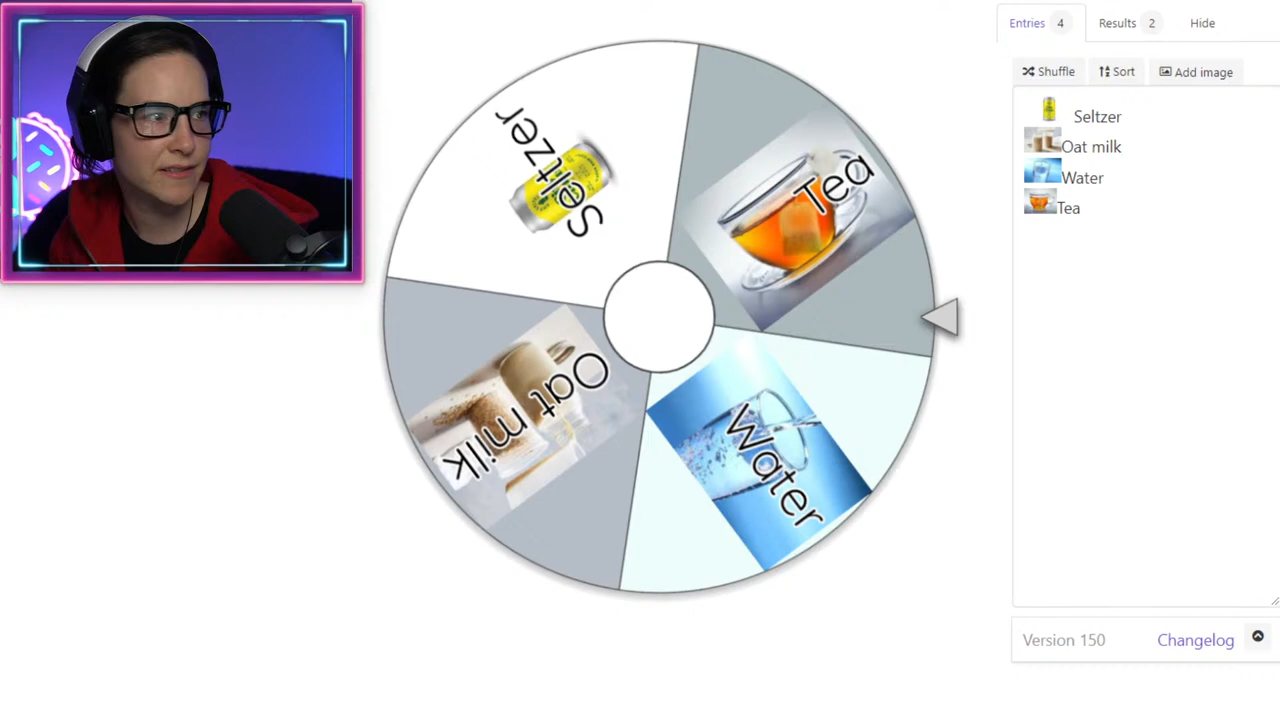 Entries 4 Results 2 Hide
Shuffle Sort Add image
Seltzer
Oat milk
Water
Tea
Seltzer
Tea
Oat milk
Water
Version 150 Changelog